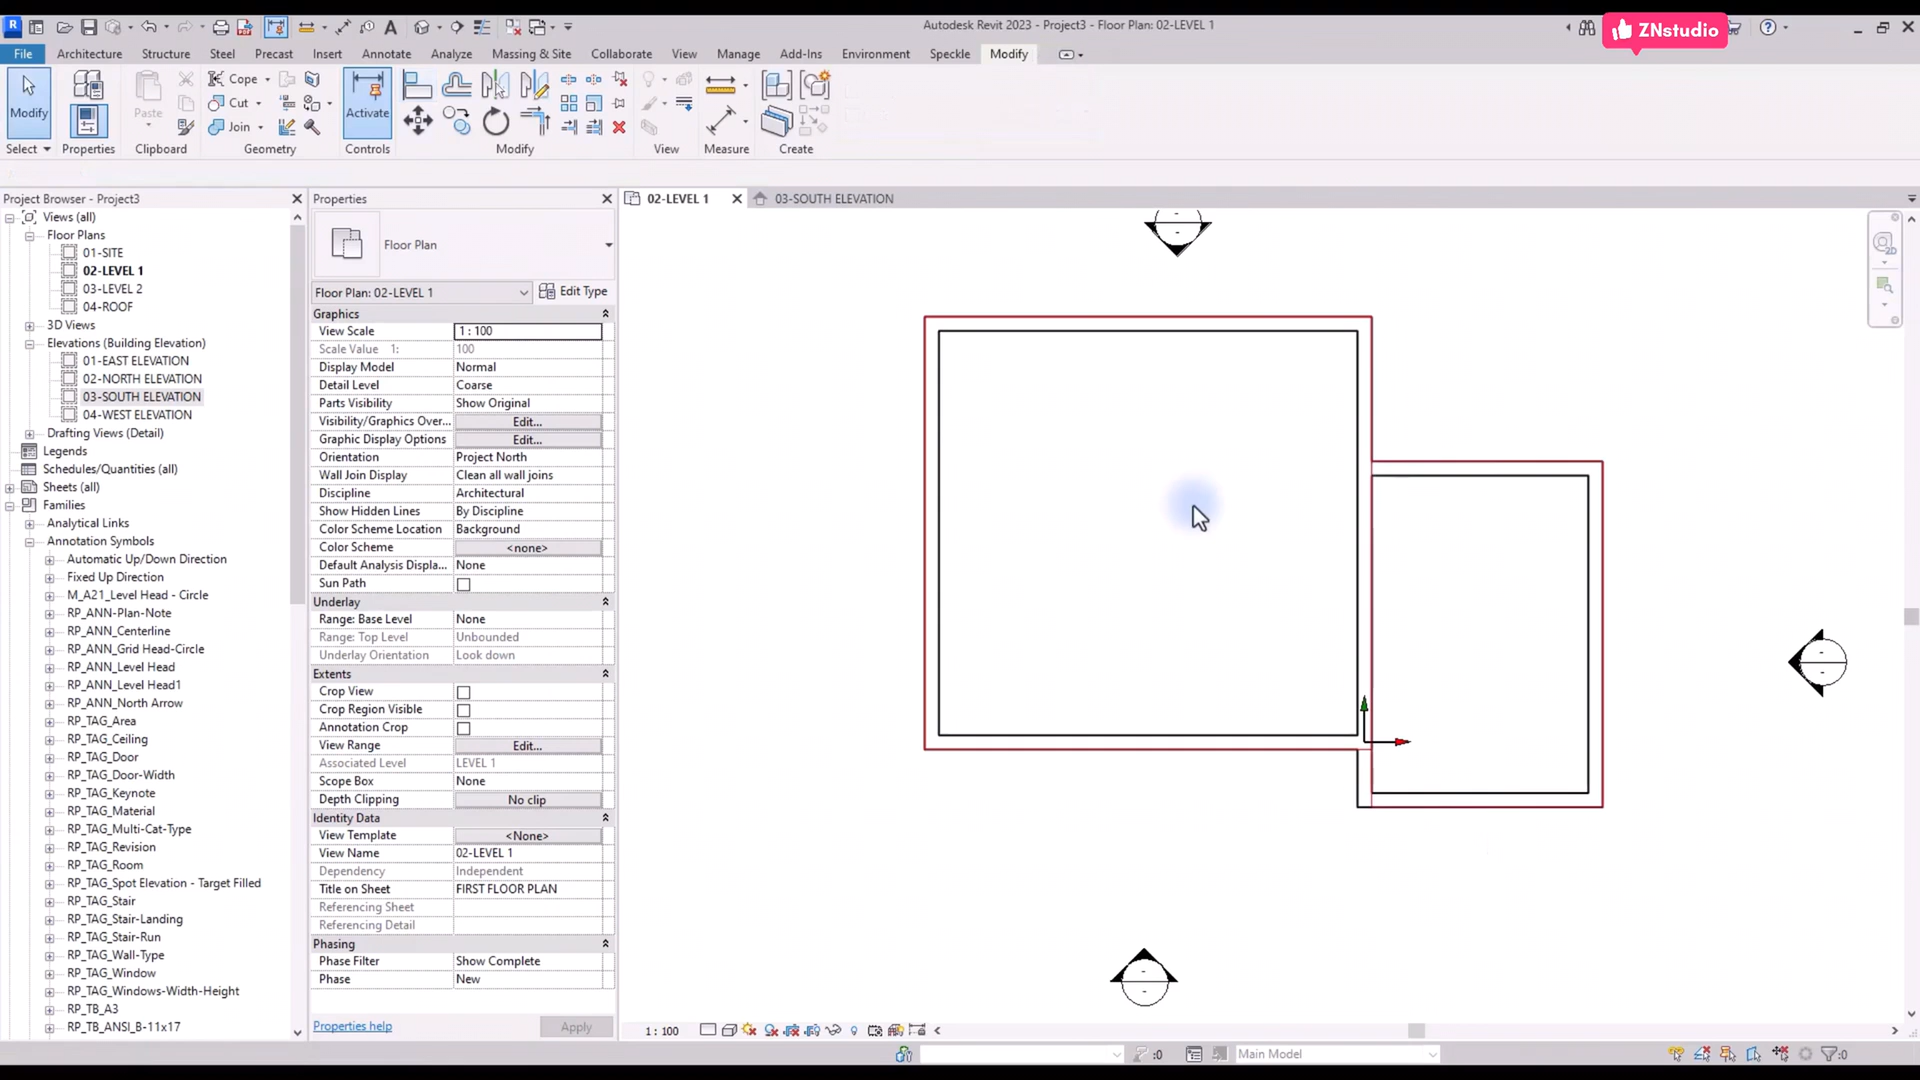 Autodesk Revit 2023 - Project3 - Floor Plan: 02-LEVEL 1
ZNstudio
File Architecture Structure Steel Precast Insert Annotate Analyze Massing & Site Collaborate View Manage Add-Ins Environment Speckle Modify
Modify Paste Cope Cut Join Activate
Select Properties Clipboard Geometry Controls Modify View Measure Create
Project Browser - Project3
Views (all)
Floor Plans
01-SITE
02-LEVEL 1
03-LEVEL 2
04-ROOF
3D Views
Elevations (Building Elevation)
01-EAST ELEVATION
02-NORTH ELEVATION
03-SOUTH ELEVATION
04-WEST ELEVATION
Drafting Views (Detail)
Legends
Schedules/Quantities (all)
Sheets (all)
Families
Analytical Links
Annotation Symbols
Automatic Up/Down Direction
Fixed Up Direction
M_A21_Level Head - Circle
RP_ANN-Plan-Note
RP_ANN_Centerline
RP_ANN_Grid Head-Circle
RP_ANN_Level Head
RP_ANN_Level Head1
RP_ANN_North Arrow
RP_TAG_Area
RP_TAG_Ceiling
RP_TAG_Door
RP_TAG_Door-Width
RP_TAG_Keynote
RP_TAG_Material
RP_TAG_Multi-Cat-Type
RP_TAG_Revision
RP_TAG_Room
RP_TAG_Spot Elevation - Target Filled
RP_TAG_Stair
RP_TAG_Stair-Landing
RP_TAG_Stair-Run
RP_TAG_Wall-Type
RP_TAG_Window
RP_TAG_Windows-Width-Height
RP_TB_A3
RP_TB_ANSI_B-11x17
Properties
Floor Plan
Floor Plan: 02-LEVEL 1 Edit Type
Graphics
View Scale 1 : 100
Scale Value 1: 100
Display Model Normal
Detail Level Coarse
Parts Visibility Show Original
Visibility/Graphics Over... Edit...
Graphic Display Options Edit...
Orientation Project North
Wall Join Display Clean all wall joins
Discipline Architectural
Show Hidden Lines By Discipline
Color Scheme Location Background
Color Scheme <none>
Default Analysis Displa... None
Sun Path
Underlay
Range: Base Level None
Range: Top Level Unbounded
Underlay Orientation Look down
Extents
Crop View
Crop Region Visible
Annotation Crop
View Range Edit...
Associated Level LEVEL 1
Scope Box None
Depth Clipping No clip
Identity Data
View Template <None>
View Name 02-LEVEL 1
Dependency Independent
Title on Sheet FIRST FLOOR PLAN
Referencing Sheet
Referencing Detail
Phasing
Phase Filter Show Complete
Phase New
Properties help Apply
02-LEVEL 1 03-SOUTH ELEVATION
1 : 100
:0 Main Model :0